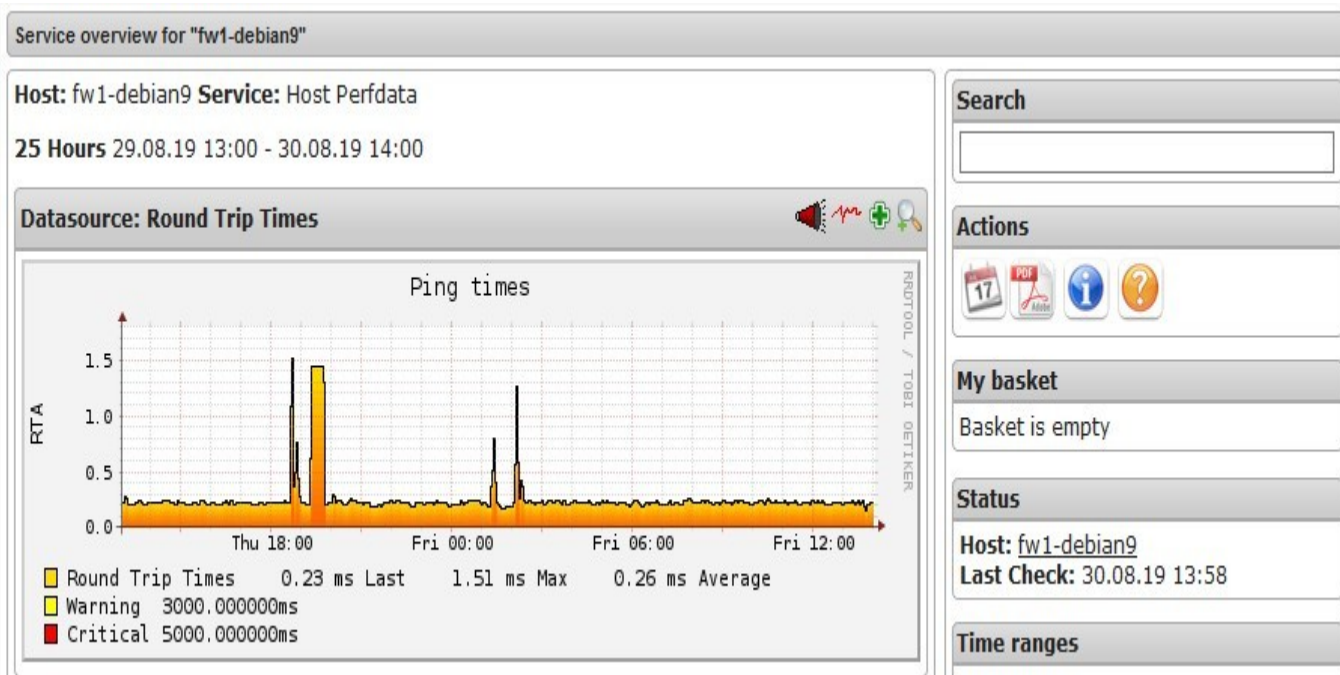 Service overview for "fw1-debian9"
Host: fw1-debian9 Service: Host Perfdata
25 Hours 29.08.19 13:00 - 30.08.19 14:00
Datasource: Round Trip Times
Ping times
RRDTOOL / TOBI OETIKER
RTA
1.5
1.0
0.5
0.0
Thu 18:00 Fri 00:00 Fri 06:00 Fri 12:00
Round Trip Times 0.23 ms Last 1.51 ms Max 0.26 ms Average
Warning 3000.000000ms
Critical 5000.000000ms
Search
Actions
17
PDF
Adobe
My basket
Basket is empty
Status
Host: fw1-debian9
Last Check: 30.08.19 13:58
Time ranges